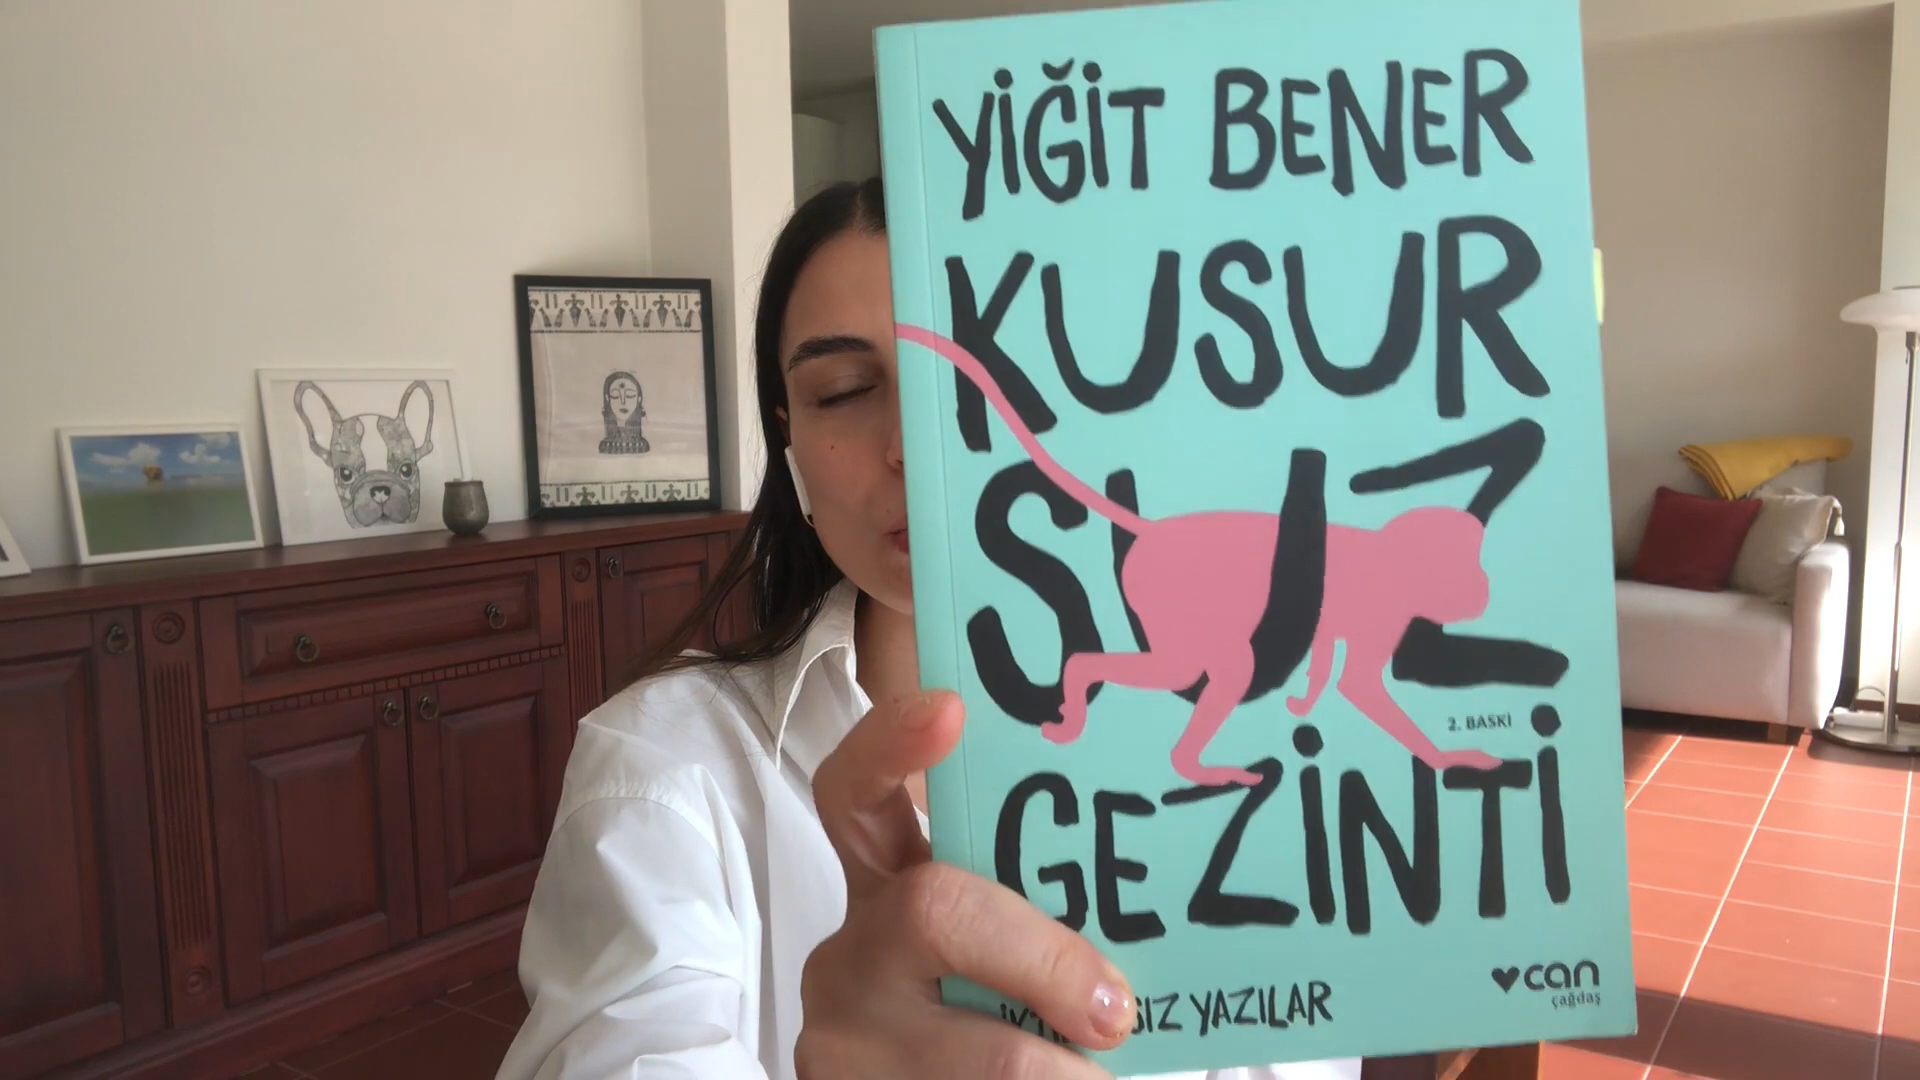 YİĞİT BENER
KUSUR
SUZ
2. BASKI
GEZİNTİ
can
çağdaş
YAZILAR